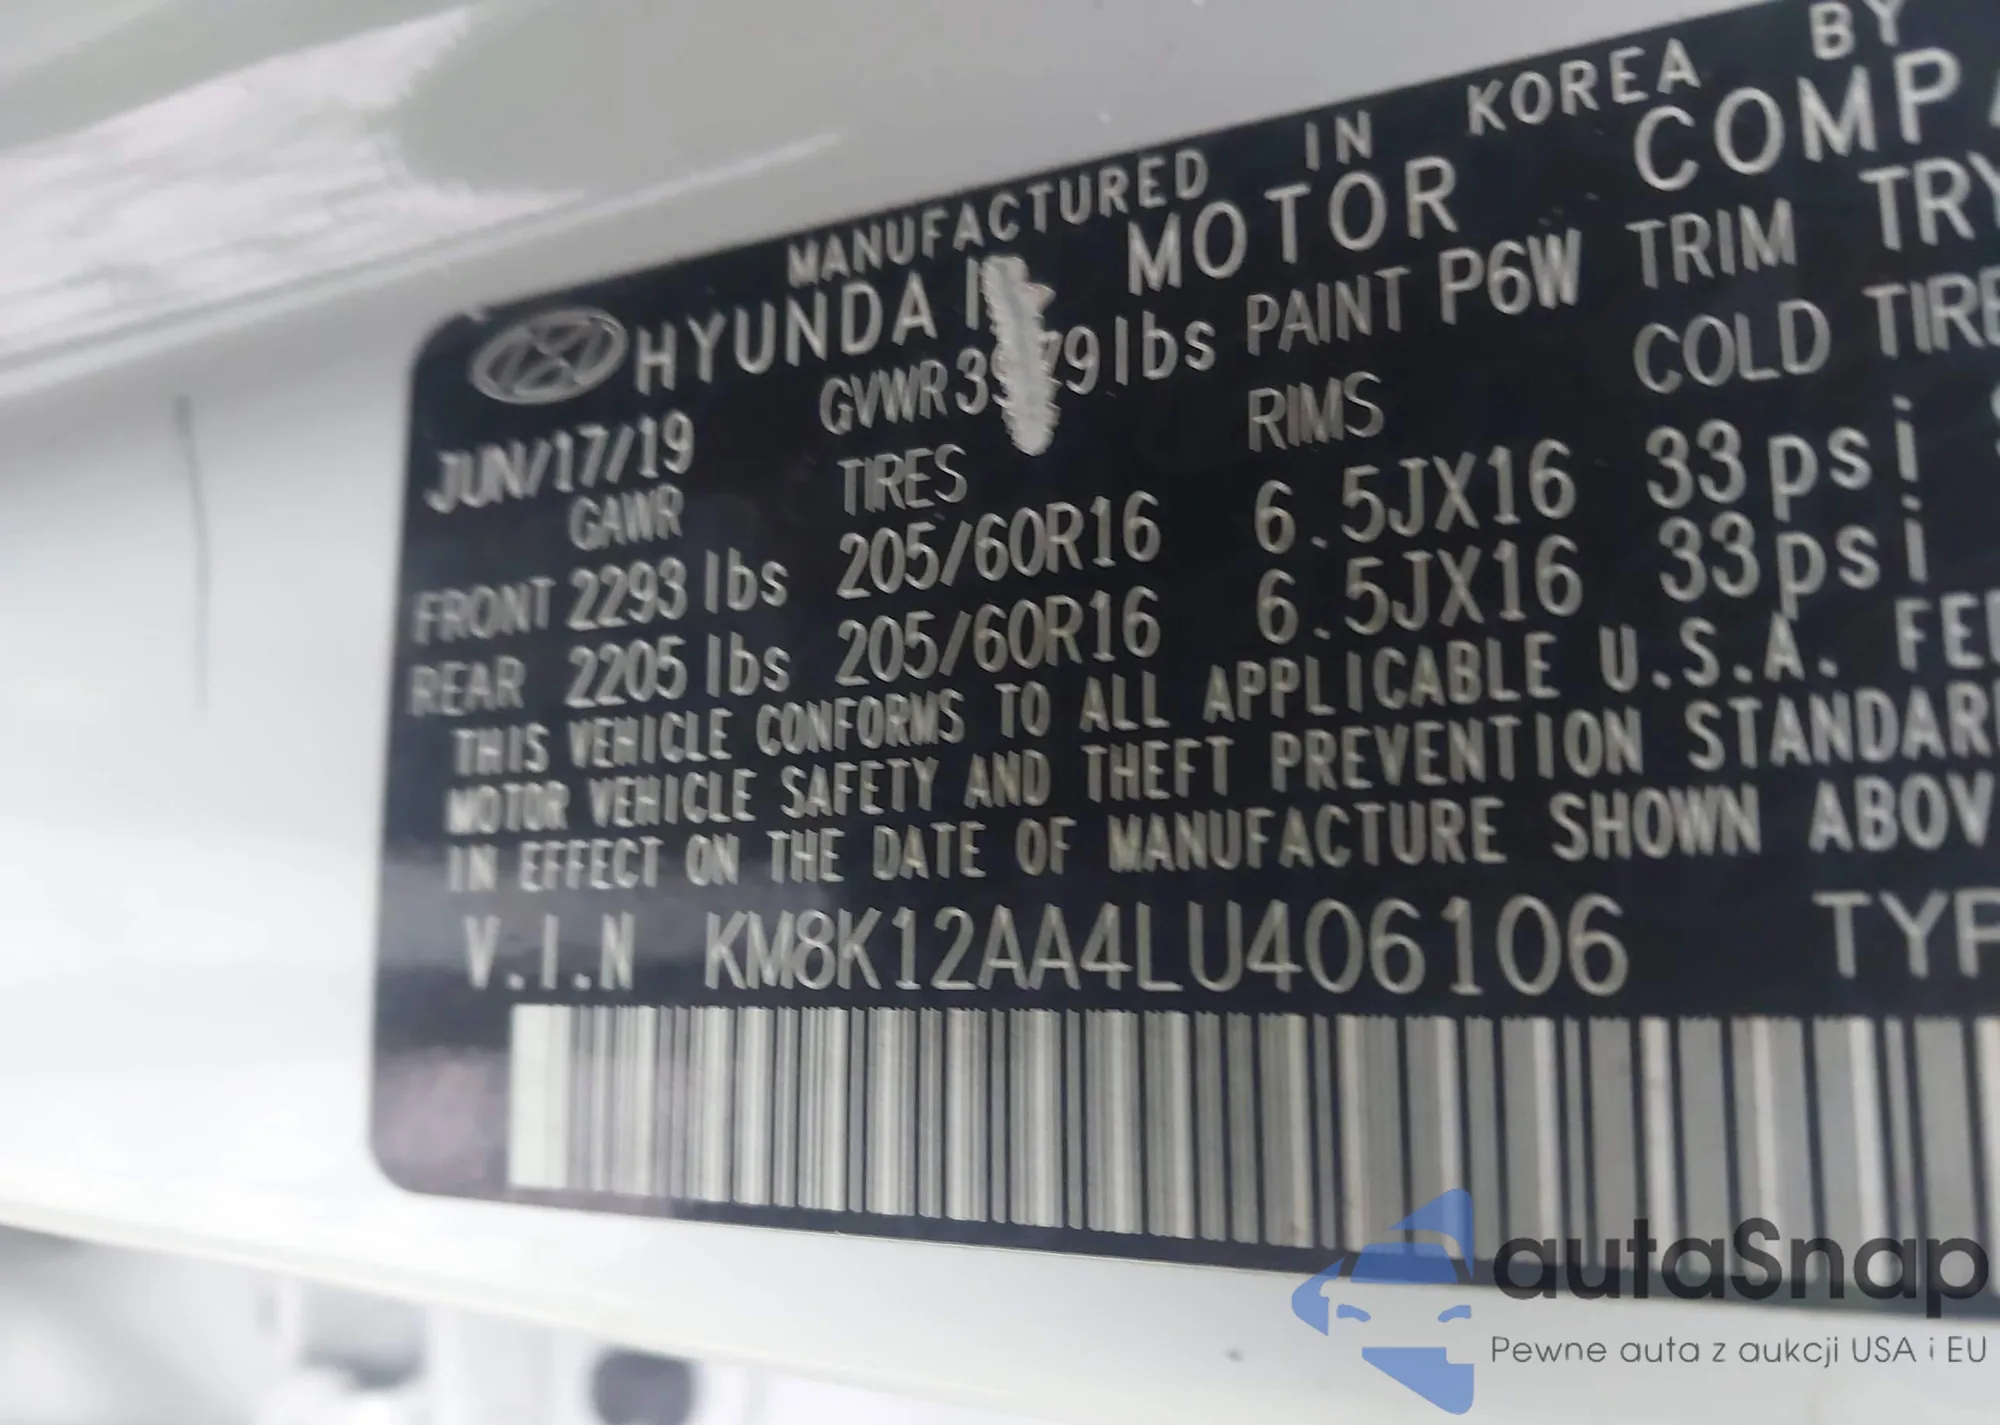 MANUFACTURED IN KOREA BY
HYUNDAI MOTOR COMPA
JUN/17/19 GVWR 3979lbs PAINT P6W TRIM TRY
GAWR TIRES RIMS COLD TIRE
FRONT 2293 lbs 205/60R16 6.5JX16 33psi
REAR 2205 lbs 205/60R16 6.5JX16 33psi
THIS VEHICLE CONFORMS TO ALL APPLICABLE U.S.A. FED
MOTOR VEHICLE SAFETY AND THEFT PREVENTION STANDAR
IN EFFECT ON THE DATE OF MANUFACTURE SHOWN ABOV
V.I.N KM8K12AA4LU406106 TYP
autaSnap
Pewne auta z aukcji USA i EU